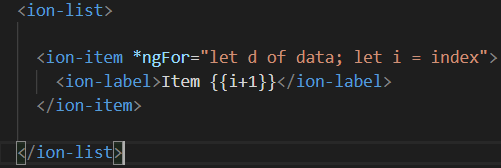 <ion-list>
<ion-item *ngFor="let d of data; let i = index">
<ion-label>Item {{i+1}}</ion-label>
</ion-item>
</ion-list>